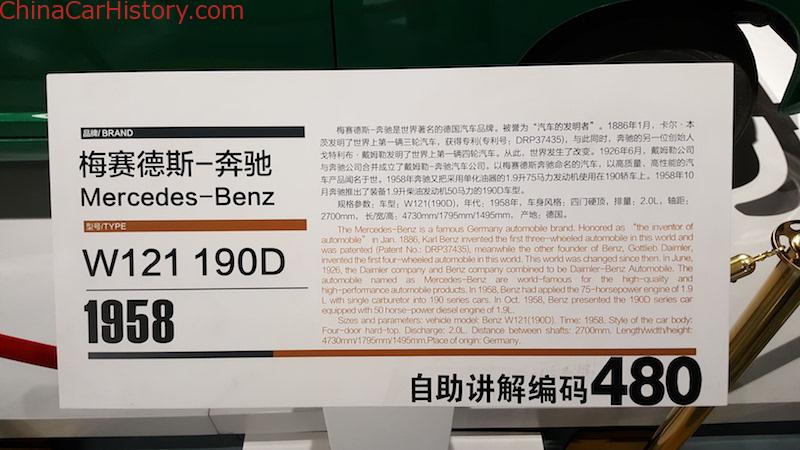 ChinaCarHistory.com
品牌/ BRAND
梅赛德斯-奔驰
Mercedes-Benz
型号/TYPE
W121 190D
1958
梅赛德斯-奔驰是世界著名的德国汽车品牌。被誉为“汽车的发明者”。1886年1月，卡尔·本
茨发明了世界上第一辆三轮汽车，获得专利(专利号：DRP37435)，与此同时，奔驰的另一位创始人
戈特利布·戴姆勒发明了世界上第一辆四轮汽车。从此，世界发生了改变。1926年6月，戴姆勒公司
与奔驰公司合并成立了戴姆勒-奔驰汽车公司。以梅赛德斯奔驰命名的汽车，以高质量、高性能的汽
车产品闻名于世。1958年奔驰又把采用单化油器的1.9升75马力发动机使用在190轿车上。1958年10
月奔驰推出了装备1.9升柴油发动机50马力的190D车型。
规格参数：车型：W121(190D)，年代：1958年，车身风格：四门硬顶，排量：2.0L，轴距：
2700mm， 长/宽/高：4730mm/1795mm/1495mm， 产地：德国。
The Mercedes-Benz is a famous Germany automobile brand. Honored as "the inventor of
automobile" in Jan. 1886, Karl Benz invented the first three-wheeled automobile in this world and
was patented (Patent No.: DRP37435), meanwhile the other founder of Benz, Gottlieb Daimler,
invented the first four-wheeled automobile in this world. This world was changed since then. In June,
1926, the Daimler company and Benz company combined to be Daimler-Benz Automobile. The
automobile named as Mercedes-Benz are world-famous for the high-quality and
high-performance automobile products. In 1958, Benz had applied the 75-horsepower engine of 1.9
L with single carburetor into 190 series cars. In Oct. 1958, Benz presented the 190D series car
equipped with 50 horse-power diesel engine of 1.9L.
Sizes and parameters: vehicle model: Benz W121(190D). Time: 1958. Style of the car body:
Four-door hard-top. Discharge: 2.0L. Distance between shafts: 2700mm. Length/width/height:
4730mm/1795mm/1495mm.Place of origin: Germany.
自助讲解编码480